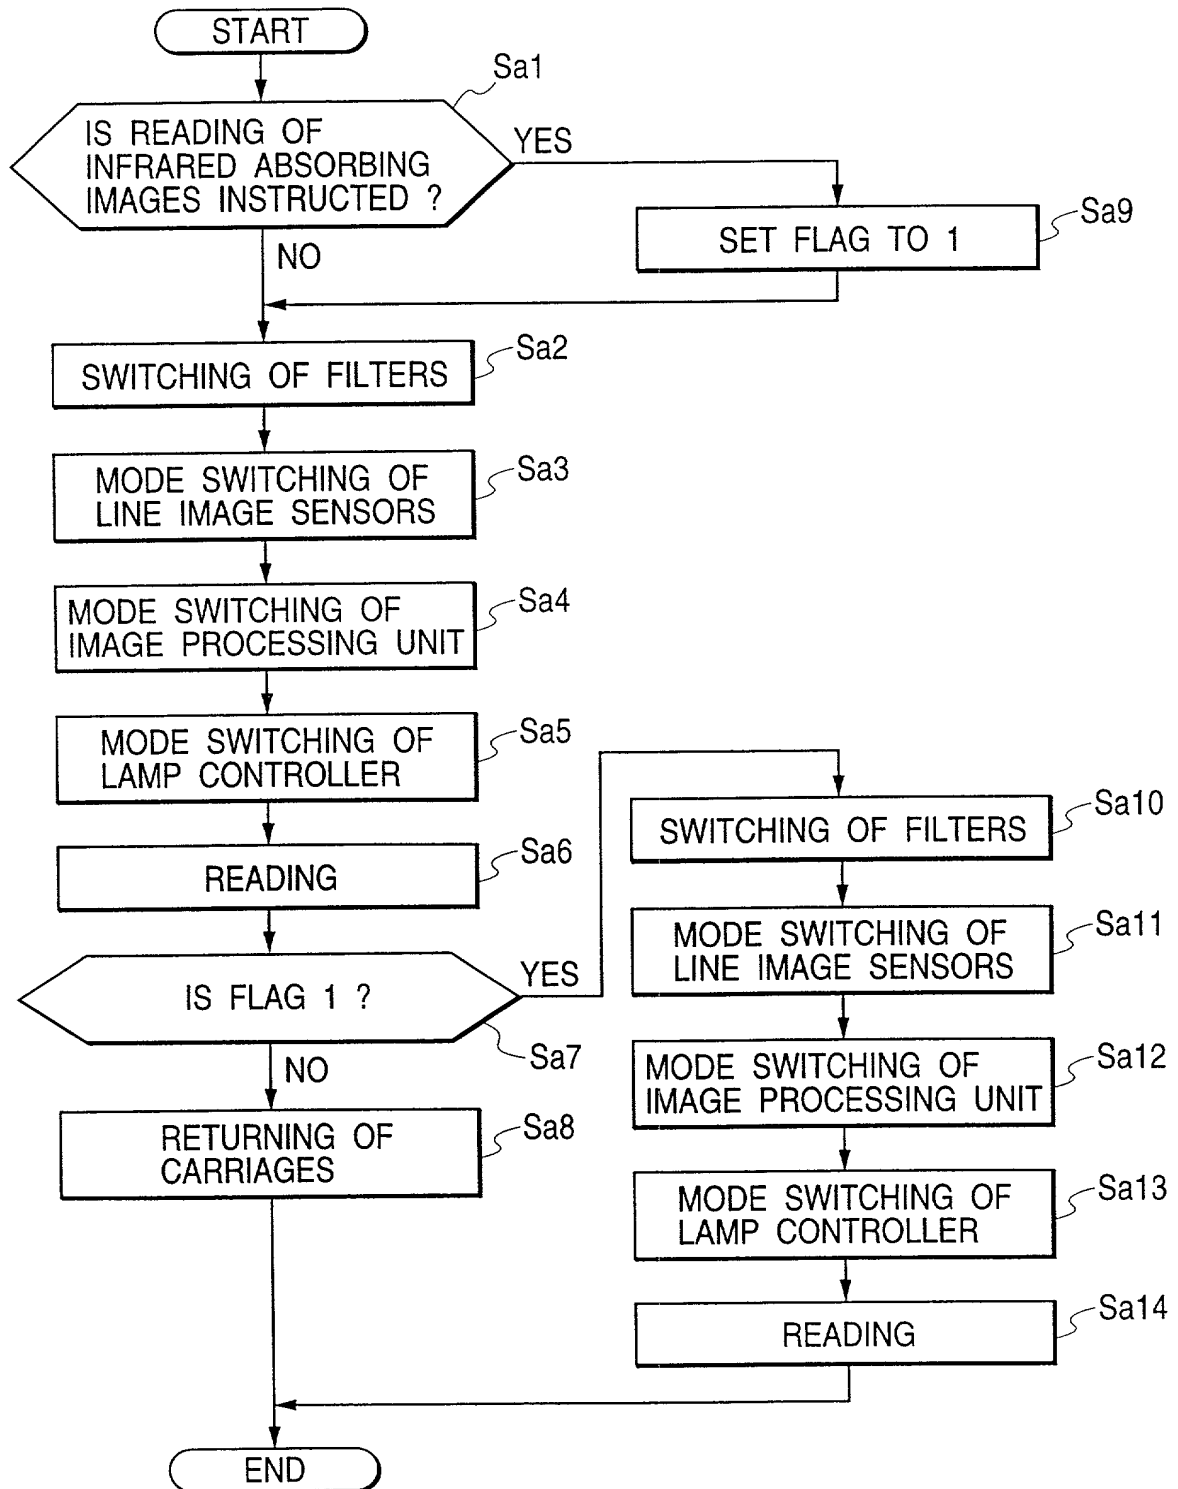 START
Sa1
IS READING OF
INFRARED ABSORBING
IMAGES INSTRUCTED ?
YES
NO
SET FLAG TO 1
Sa9
SWITCHING OF FILTERS
Sa2
MODE SWITCHING OF
LINE IMAGE SENSORS
Sa3
MODE SWITCHING OF
IMAGE PROCESSING UNIT
Sa4
MODE SWITCHING OF
LAMP CONTROLLER
Sa5
READING
Sa6
IS FLAG 1 ?
YES
Sa7
NO
RETURNING OF
CARRIAGES
Sa8
SWITCHING OF FILTERS
Sa10
MODE SWITCHING OF
LINE IMAGE SENSORS
Sa11
MODE SWITCHING OF
IMAGE PROCESSING UNIT
Sa12
MODE SWITCHING OF
LAMP CONTROLLER
Sa13
READING
Sa14
END